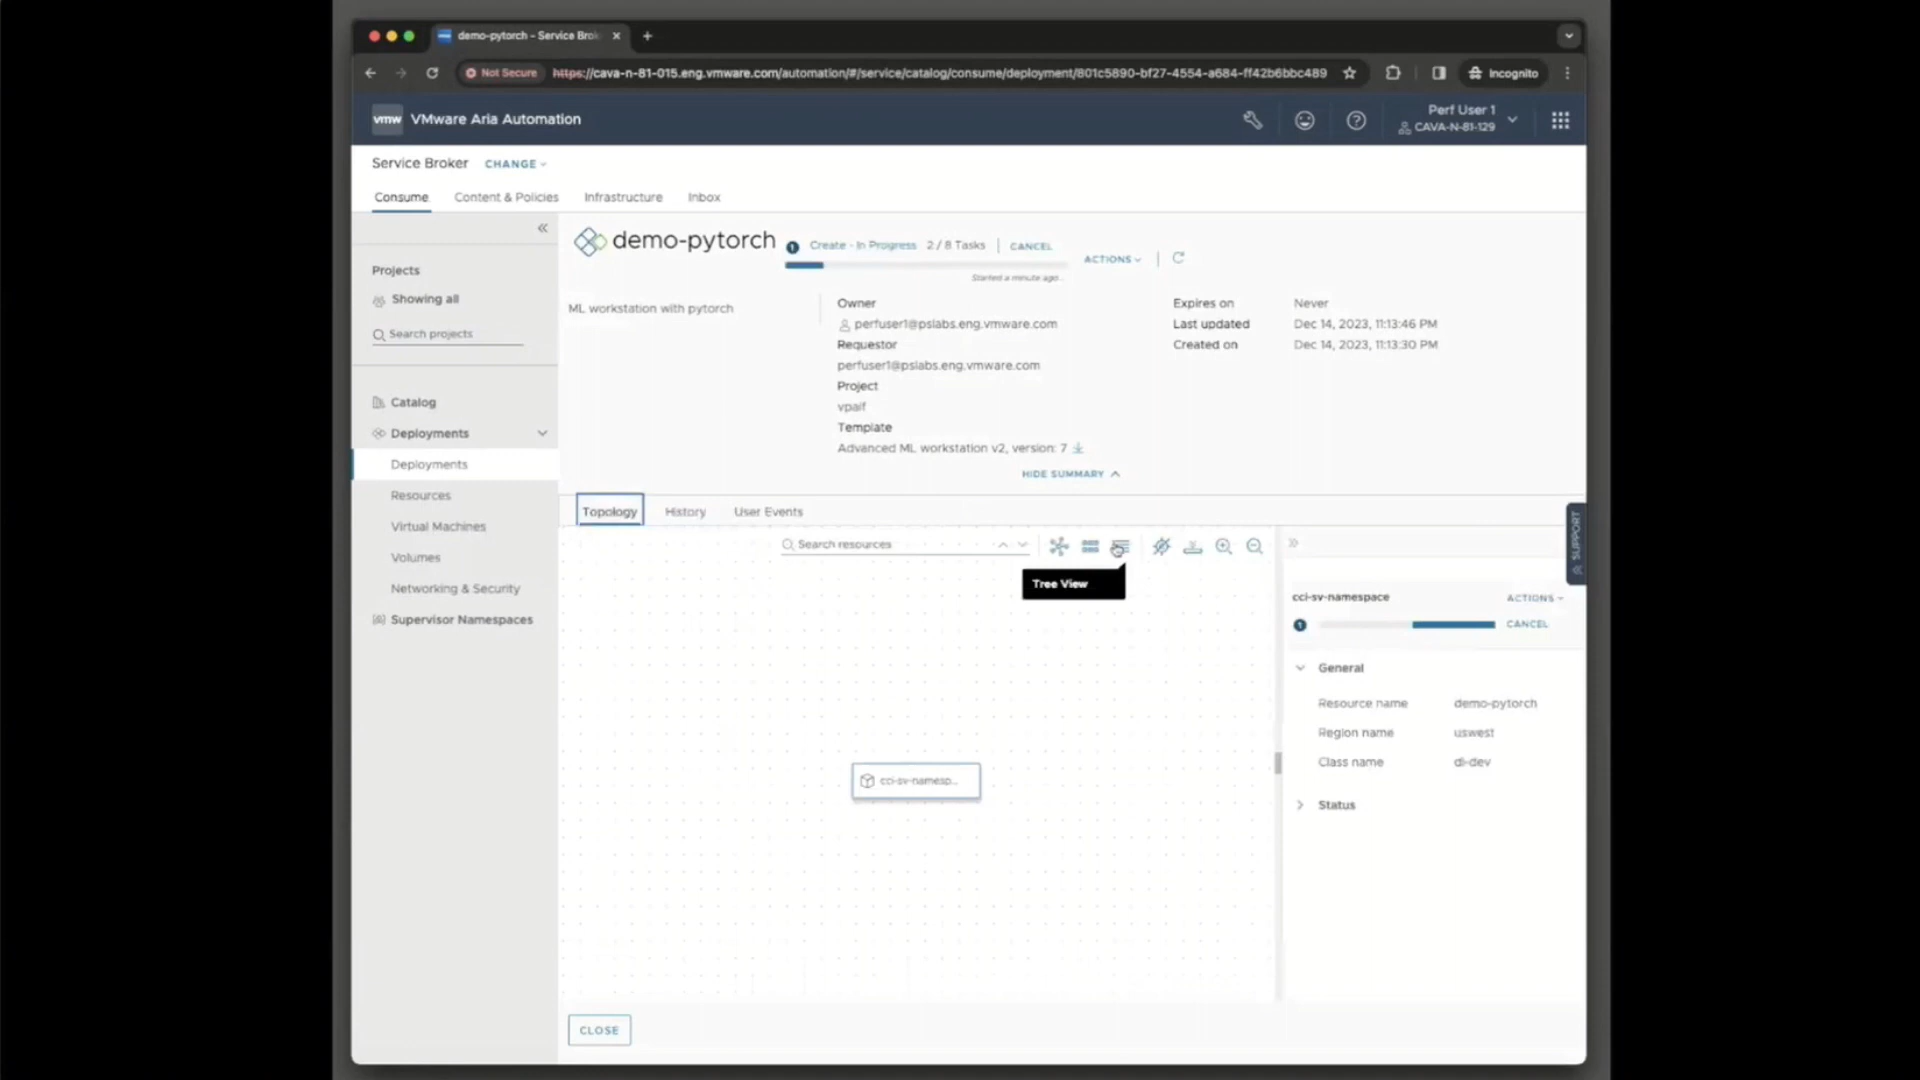 demo-pytorch - Service Brok
Not Secure https://cava-n-81-015.eng.vmware.com/automation/#/service/catalog/consume/deployment/801c5890-bf27-4554-a684-ff42b6bbc489 Incognito
vmw VMware Aria Automation
Perf User 1
CAVA-N-81-129
Service Broker CHANGE
Consume Content & Policies Infrastructure Inbox
Projects
Showing all
Search projects
Catalog
Deployments
Deployments
Resources
Virtual Machines
Volumes
Networking & Security
Supervisor Namespaces
demo-pytorch
1 Create - In Progress 2 / 8 Tasks CANCEL
Started a minute ago...
ACTIONS
ML workstation with pytorch
Owner
perfuser1@pslabs.eng.vmware.com
Requestor
perfuser1@pslabs.eng.vmware.com
Project
vpaif
Template
Advanced ML workstation v2, version: 7
Expires on Never
Last updated Dec 14, 2023, 11:13:46 PM
Created on Dec 14, 2023, 11:13:30 PM
HIDE SUMMARY
Topology History User Events
Search resources
Tree View
cci-sv-namesp...
SUPPORT
cci-sv-namespace ACTIONS
1 CANCEL
General
Resource name demo-pytorch
Region name uswest
Class name dl-dev
Status
CLOSE